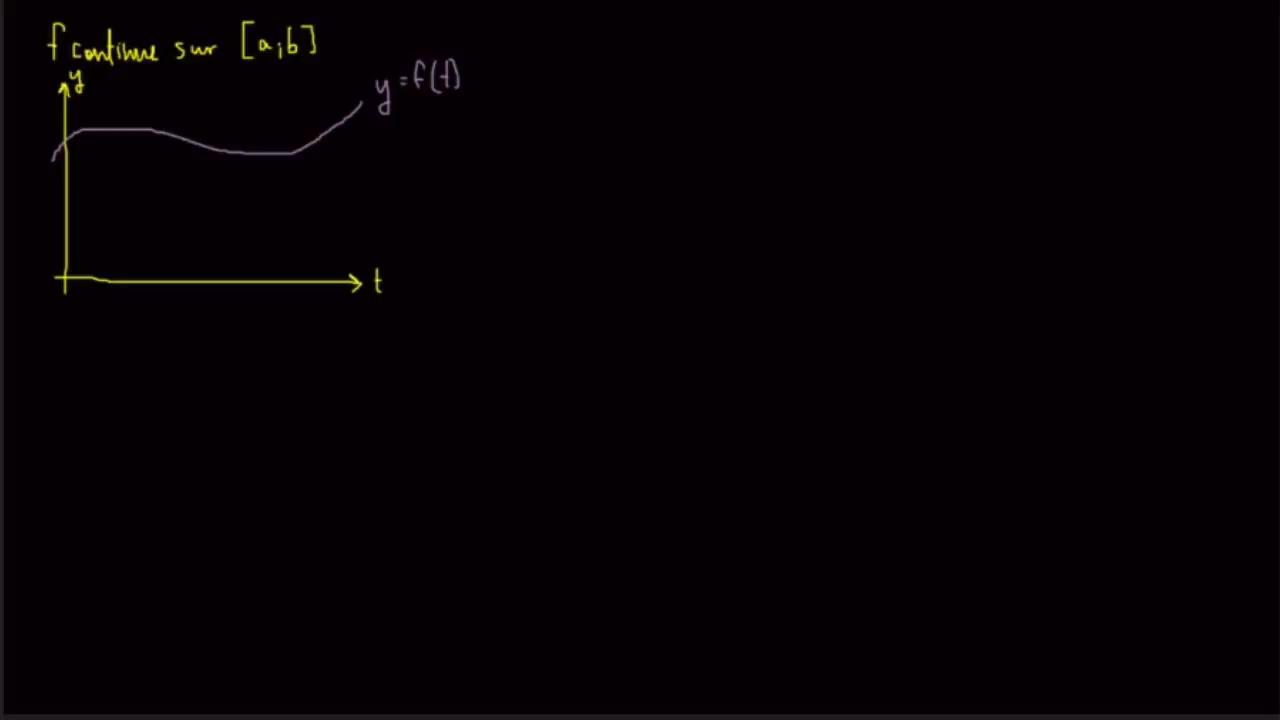 f continue sur [a;b]
y
y=f(t)
t